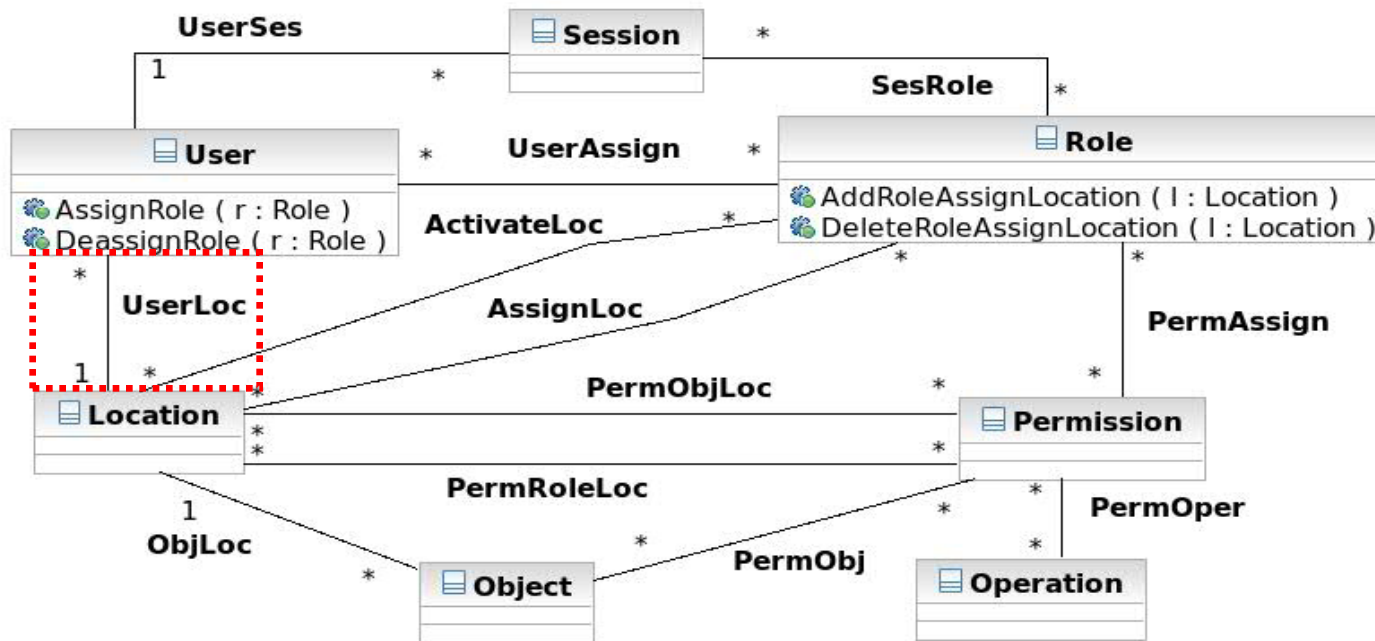 UserSes
Session
*
1
*
SesRole
*
User
*
UserAssign
*
Role
AssignRole ( r : Role )
DeassignRole ( r : Role )
ActivateLoc
*
AddRoleAssignLocation ( l : Location )
DeleteRoleAssignLocation ( l : Location )
*
UserLoc
AssignLoc
*
*
PermAssign
1
*
*
PermObjLoc
*
*
Location
*
*
Permission
*
PermRoleLoc
1
ObjLoc
*
*
PermObj
*
*
PermOper
*
*
Object
Operation